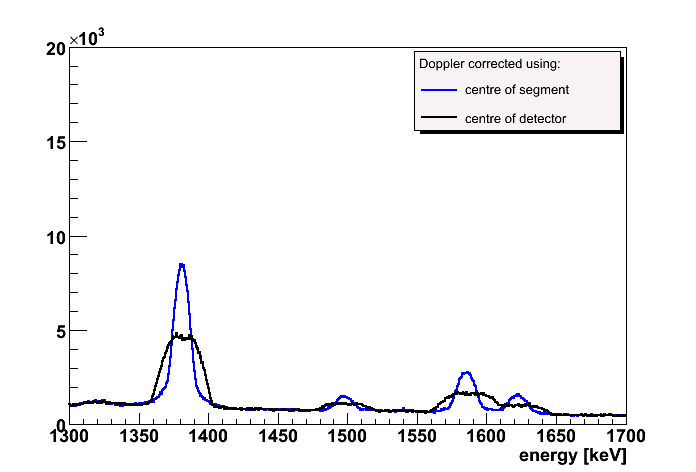 ×10³
20
15
10
5
0
Doppler corrected using:
centre of segment
centre of detector
1300 1350 1400 1450 1500 1550 1600 1650 1700
energy [keV]